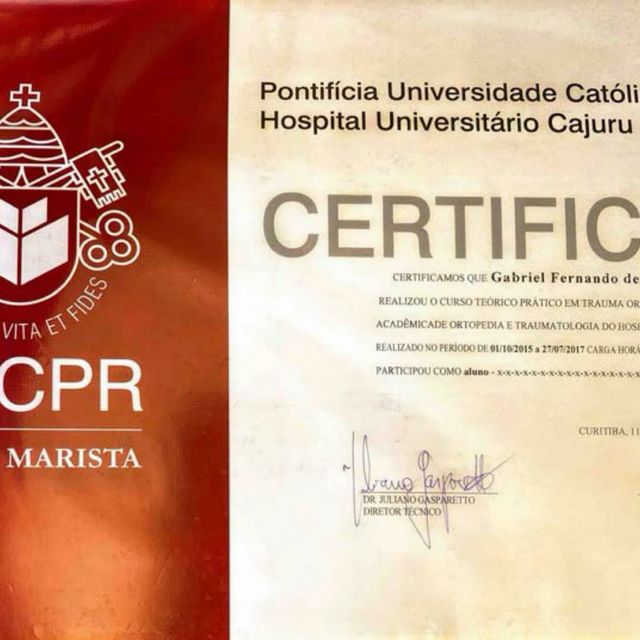 VITA ET FIDES
CPR
MARISTA
Pontifícia Universidade Católi
Hospital Universitário Cajuru
CERTIFIC
CERTIFICAMOS QUE Gabriel Fernando de
REALIZOU O CURSO TEÓRICO PRÁTICO EM TRAUMA OR
ACADÊMICADE ORTOPEDIA E TRAUMATOLOGIA DO HOSP
REALIZADO NO PERÍODO DE 01/10/2015 a 27/07/2017 CARGA HORÁ
PARTICIPOU COMO aluno - x-x-x-x-x-x-x-x-x-x-x-x-x-x-x-x
CURITIBA, 11
DR. JULIANO GASPARETTO
DIRETOR TÉCNICO